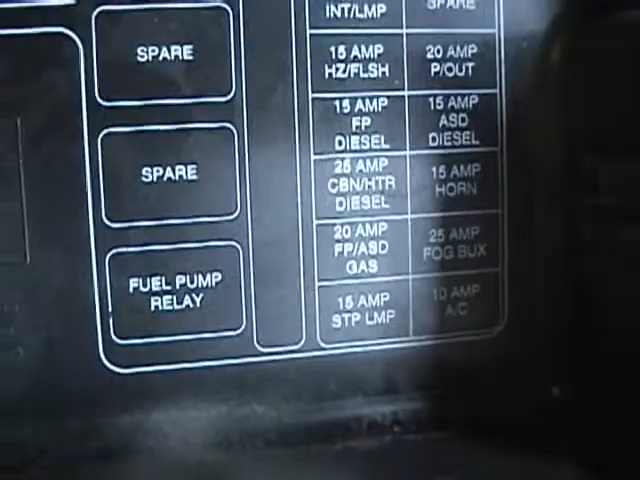 SPARE
SPARE
FUEL PUMP
RELAY
INT/LMP
SPARE
15 AMP
HZ/FLSH
20 AMP
P/OUT
15 AMP
FP
DIESEL
15 AMP
ASD
DIESEL
25 AMP
CBN/HTR
DIESEL
15 AMP
HORN
20 AMP
FP/ASD
GAS
25 AMP
FOG BUX
15 AMP
STP LMP
10 AMP
A/C